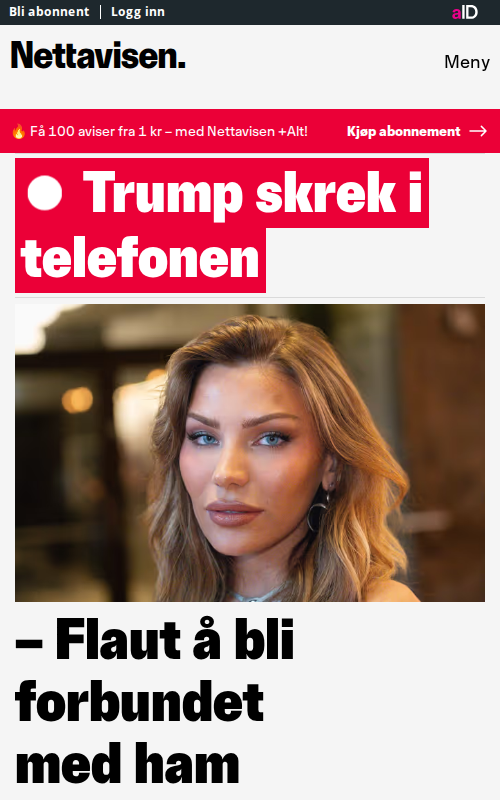 Bli abonnent | Logg inn
aID
Nettavisen.
Meny
🔥 Få 100 aviser fra 1 kr – med Nettavisen +Alt!
Kjøp abonnement →
Trump skrek i
telefonen
– Flaut å bli
forbundet
med ham